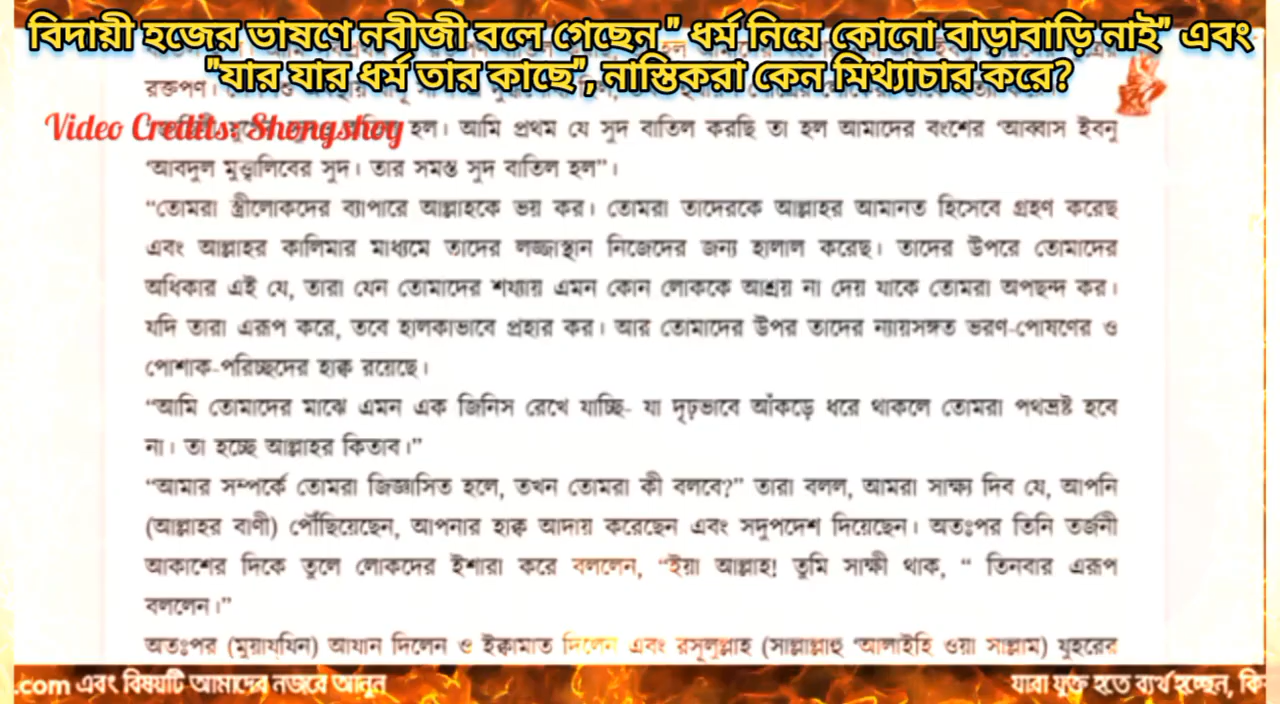 বিদায়ী হজের ভাষণে নবীজী বলে গেছেন " ধর্ম নিয়ে কোনো বাড়াবাড়ি নাই" এবং
"যার যার ধর্ম তার কাছে", নাস্তিকরা কেন মিথ্যাচার করে?
রক্তপণ।
Video Credits: Shongshoy
হল। আমি প্রথম যে সুদ বাতিল করছি তা হল আমাদের বংশের 'আব্বাস ইবনু
'আবদুল মুত্ত্বালিবের সুদ। তার সমস্ত সুদ বাতিল হল”।
“তোমরা স্ত্রীলোকদের ব্যাপারে আল্লাহকে ভয় কর। তোমরা তাদেরকে আল্লাহর আমানত হিসেবে গ্রহণ করেছ
এবং আল্লাহর কালিমার মাধ্যমে তাদের লজ্জাস্থান নিজেদের জন্য হালাল করেছ। তাদের উপরে তোমাদের
অধিকার এই যে, তারা যেন তোমাদের শয্যায় এমন কোন লোককে আশ্রয় না দেয় যাকে তোমরা অপছন্দ কর।
যদি তারা এরূপ করে, তবে হালকাভাবে প্রহার কর। আর তোমাদের উপর তাদের ন্যায়সঙ্গত ভরণ-পোষণের ও
পোশাক-পরিচ্ছদের হাক্ব রয়েছে।
“আমি তোমাদের মাঝে এমন এক জিনিস রেখে যাচ্ছি- যা দৃঢ়ভাবে আঁকড়ে ধরে থাকলে তোমরা পথভ্রষ্ট হবে
না। তা হচ্ছে আল্লাহর কিতাব।”
“আমার সম্পর্কে তোমরা জিজ্ঞাসিত হলে, তখন তোমরা কী বলবে?” তারা বলল, আমরা সাক্ষ্য দিব যে, আপনি
(আল্লাহর বাণী) পৌঁছিয়েছেন, আপনার হাক্ব আদায় করেছেন এবং সদুপদেশ দিয়েছেন। অতঃপর তিনি তর্জনী
আকাশের দিকে তুলে লোকদের ইশারা করে বললেন, “ইয়া আল্লাহ! তুমি সাক্ষী থাক, “ তিনবার এরূপ
বললেন।”
অতঃপর (মুয়াযযিন) আযান দিলেন ও ইক্বামাত দিলেন এবং রসূলুল্লাহ (সাল্লাল্লাহু 'আলাইহি ওয়া সাল্লাম) যুহরের
.com এবং বিষয়টি আমাদের নজরে আনুন যারা যুক্ত হতে ব্যর্থ হচ্ছেন,